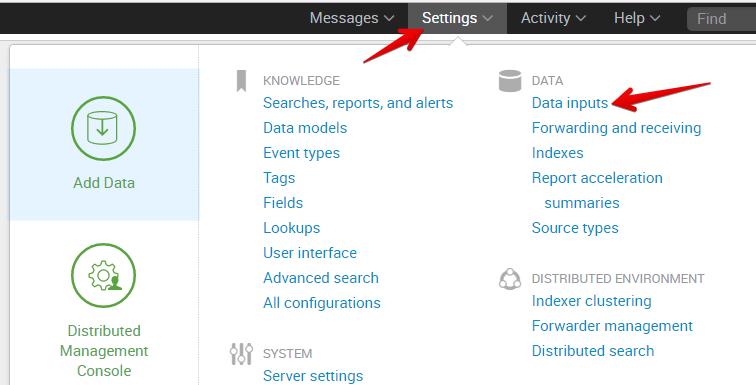 Messages Settings Activity Help Find
Add Data
Distributed
Management
Console
KNOWLEDGE
Searches, reports, and alerts
Data models
Event types
Tags
Fields
Lookups
User interface
Advanced search
All configurations
SYSTEM
Server settings
DATA
Data inputs
Forwarding and receiving
Indexes
Report acceleration
summaries
Source types
DISTRIBUTED ENVIRONMENT
Indexer clustering
Forwarder management
Distributed search